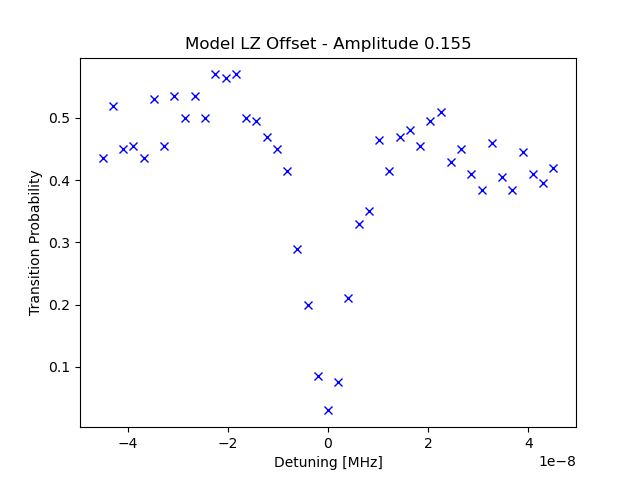 Model LZ Offset - Amplitude 0.155
Transition Probability
0.5
0.4
0.3
0.2
0.1
−4
−2
0
2
4
1e−8
Detuning [MHz]